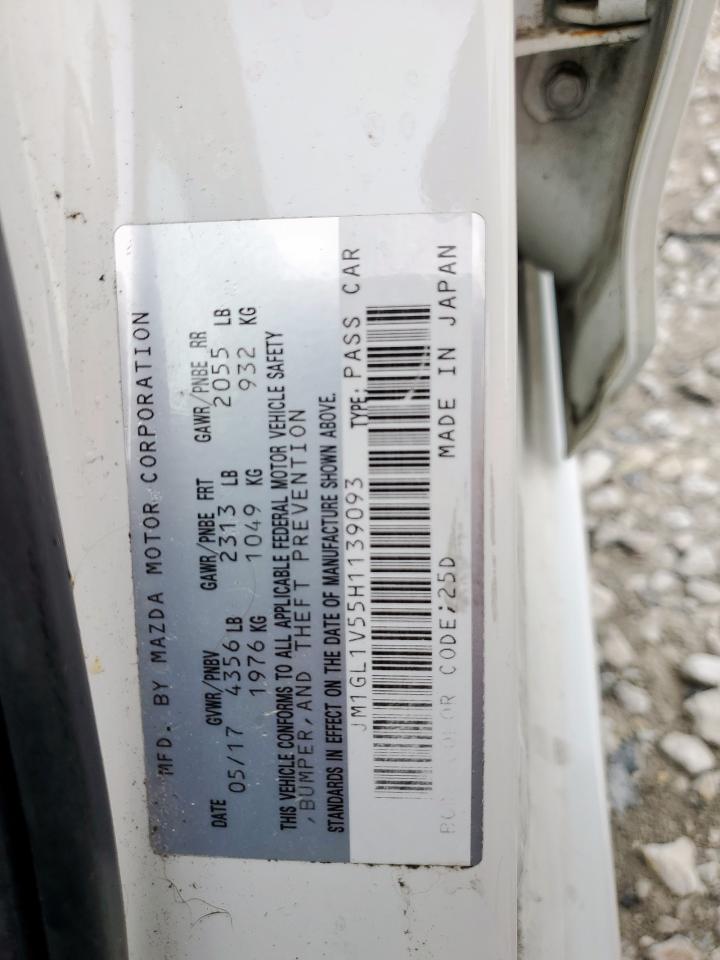 MFD. BY MAZDA MOTOR CORPORATION
DATE GVWR/PNBV GAWR/PNBE FRT GAWR/PNBE RR
05/17 4356 LB 2313 LB 2055 LB
1976 KG 1049 KG 932 KG
THIS VEHICLE CONFORMS TO ALL APPLICABLE FEDERAL MOTOR VEHICLE SAFETY
,BUMPER,AND THEFT PREVENTION
STANDARDS IN EFFECT ON THE DATE OF MANUFACTURE SHOWN ABOVE.
JM1GL1V55H1139093 TYPE:PASS CAR
COLOR CODE:25D MADE IN JAPAN